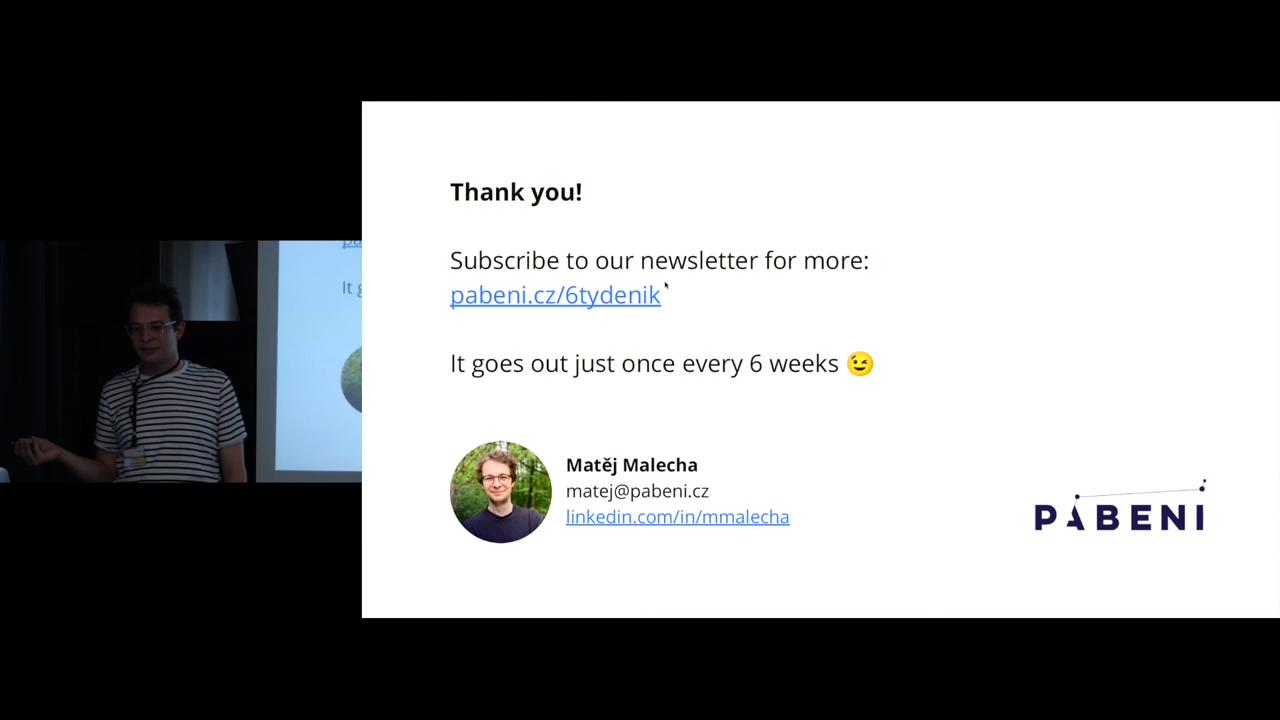 Thank you!
Subscribe to our newsletter for more:
pabeni.cz/6tydenik
It goes out just once every 6 weeks 😉
Matěj Malecha
matej@pabeni.cz
linkedin.com/in/mmalecha
PABENI
It g